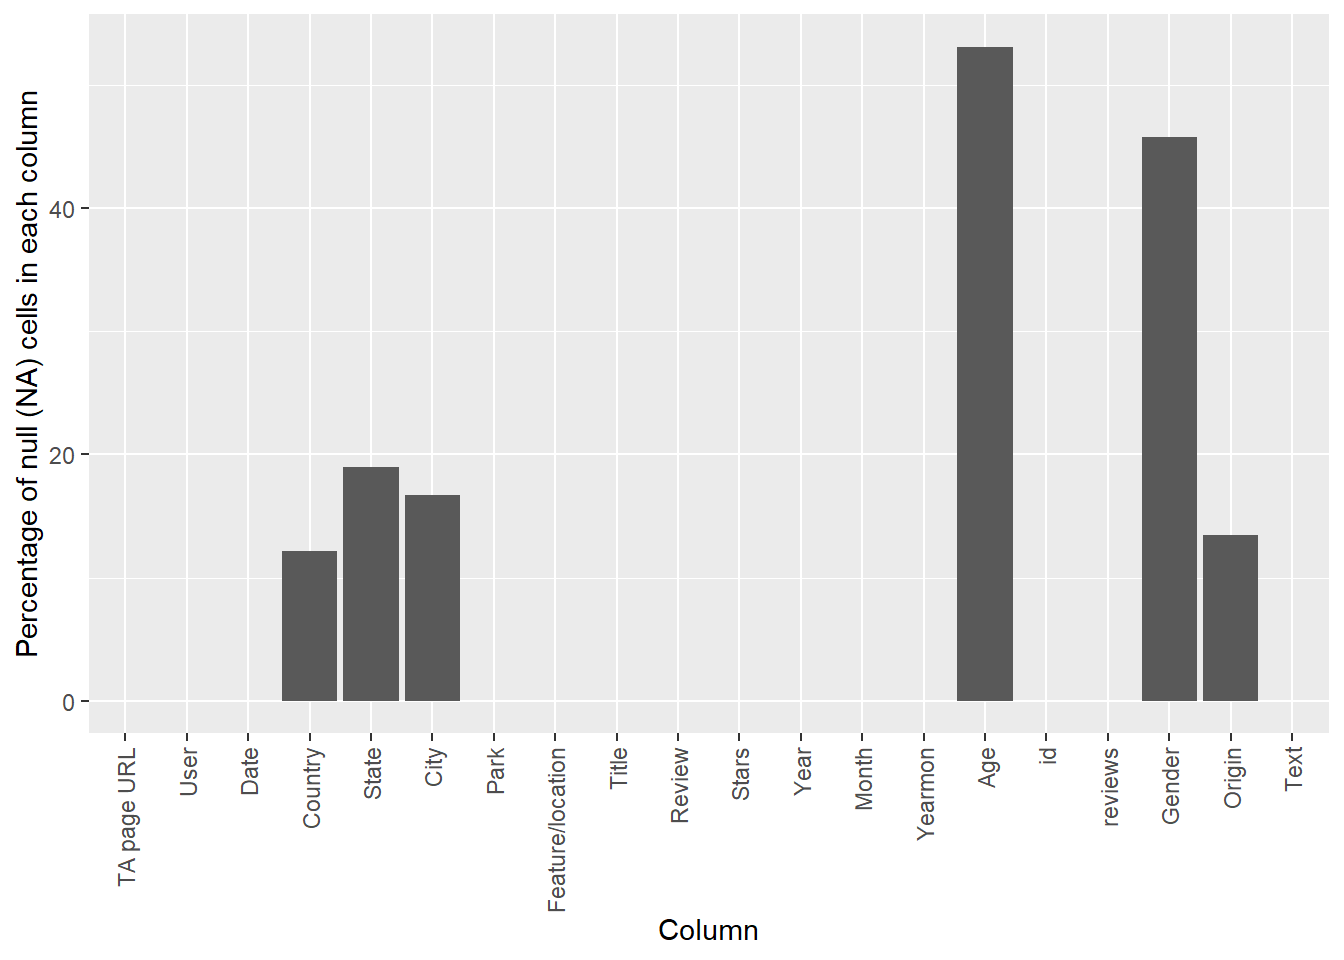 Percentage of null (NA) cells in each column
40
20
0
TA page URL
User
Date
Country
State
City
Park
Feature/location
Title
Review
Stars
Year
Month
Yearmon
Age
id
reviews
Gender
Origin
Text
Column